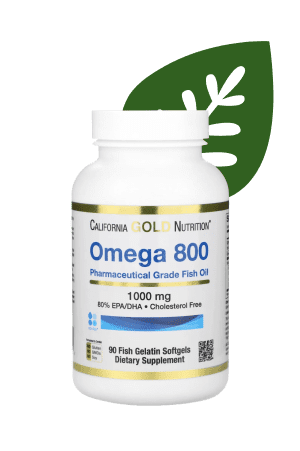 CALIFORNIA GOLD NUTRITION
Omega 800
Pharmaceutical Grade Fish Oil
1000 mg
80% EPA/DHA • Cholesterol Free
90 Fish Gelatin Softgels
Dietary Supplement